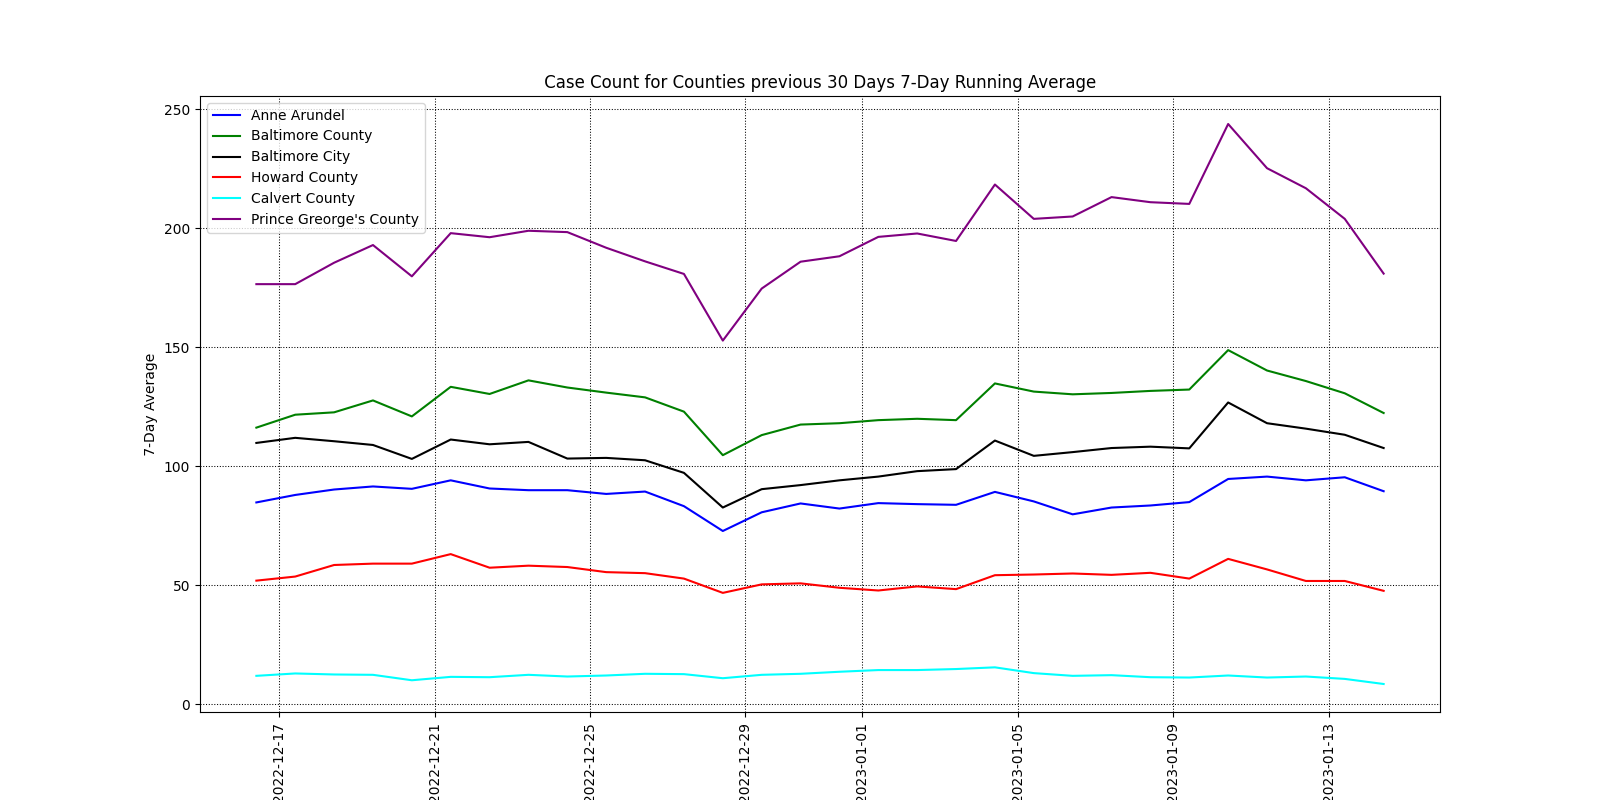 Case Count for Counties previous 30 Days 7-Day Running Average
Anne Arundel
Baltimore County
Baltimore City
Howard County
Calvert County
Prince Greorge's County
7-Day Average
250
200
150
100
50
0
2022-12-17
2022-12-21
2022-12-25
2022-12-29
2023-01-01
2023-01-05
2023-01-09
2023-01-13